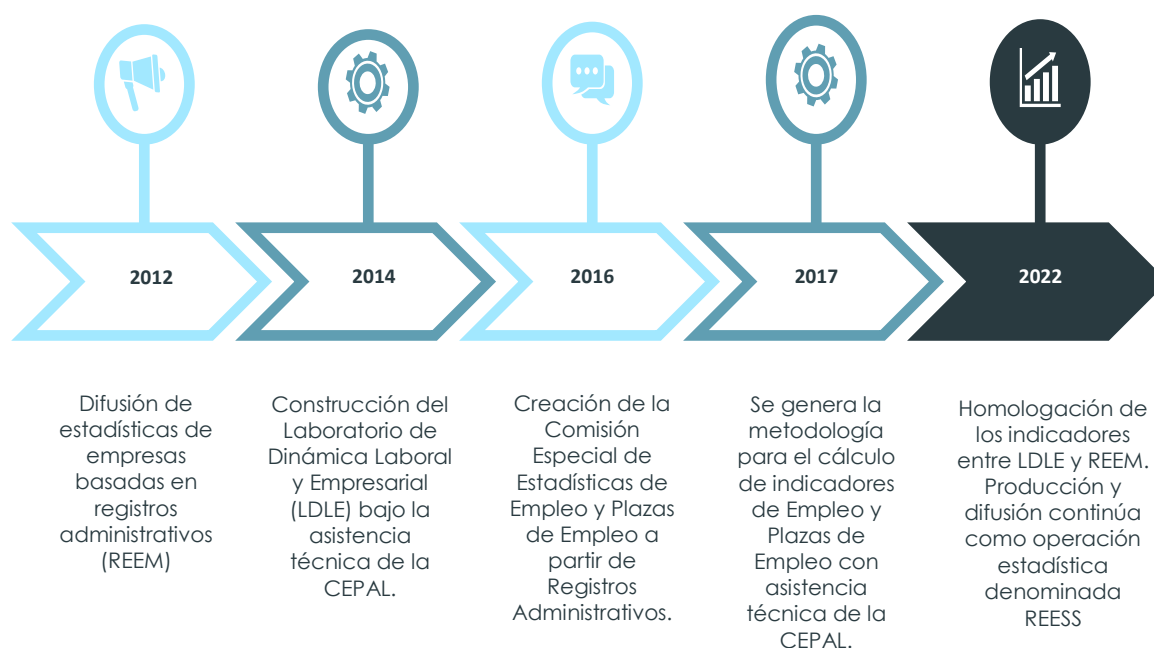 2012
2014
2016
2017
2022
Difusión de
estadísticas de
empresas
basadas en
registros
administrativos
(REEM)
Construcción del
Laboratorio de
Dinámica Laboral
y Empresarial
(LDLE) bajo la
asistencia
técnica de la
CEPAL.
Creación de la
Comisión
Especial de
Estadísticas de
Empleo y Plazas
de Empleo a
partir de
Registros
Administrativos.
Se genera la
metodología
para el cálculo
de indicadores
de Empleo y
Plazas de
Empleo con
asistencia
técnica de la
CEPAL.
Homologación de
los indicadores
entre LDLE y REEM.
Producción y
difusión continúa
como operación
estadística
denominada
REESS